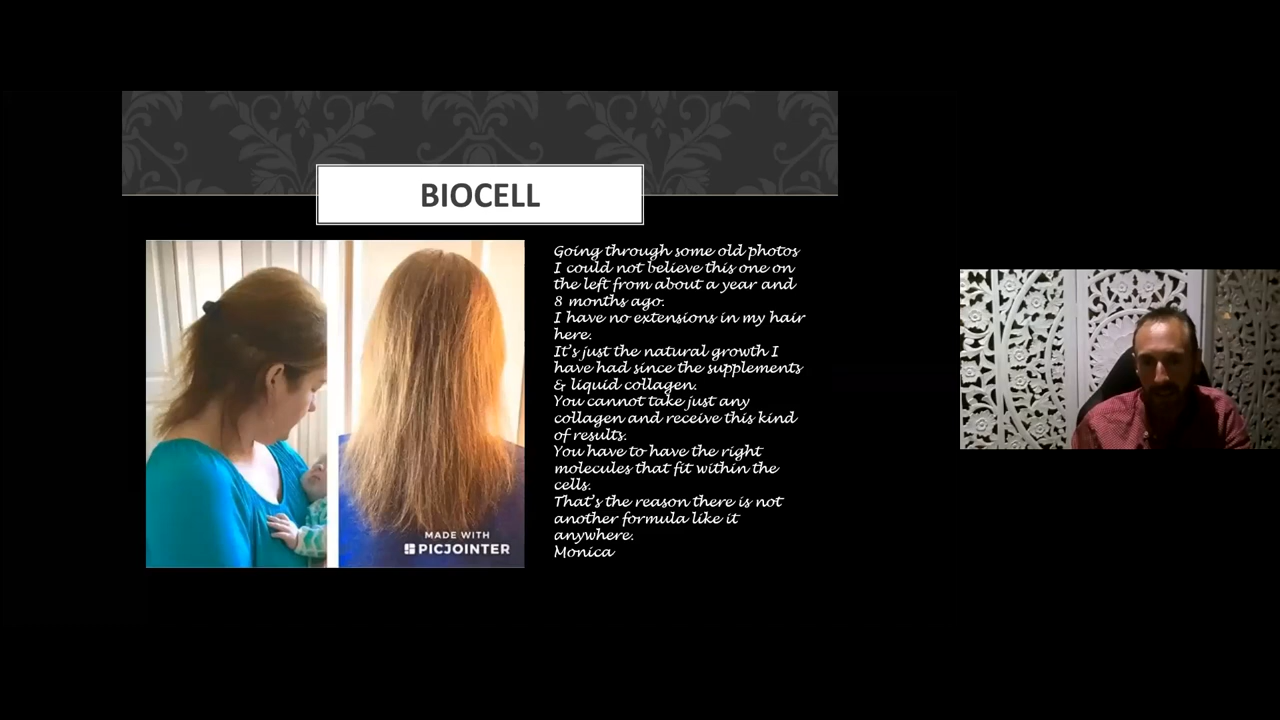 BIOCELL
Going through some old photos
I could not believe this one on
the left from about a year and
8 months ago.
I have no extensions in my hair
here.
It's just the natural growth I
have had since the supplements
& liquid collagen.
You cannot take just any
collagen and receive this kind
of results.
You have to have the right
molecules that fit within the
cells.
That's the reason there is not
another formula like it
anywhere.
Monica
MADE WITH
PICJOINTER